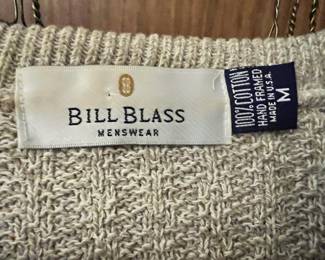 BILL BLASS
MENSWEAR
100% COTTON
HAND FRAMED
MADE IN U.S.A.
M